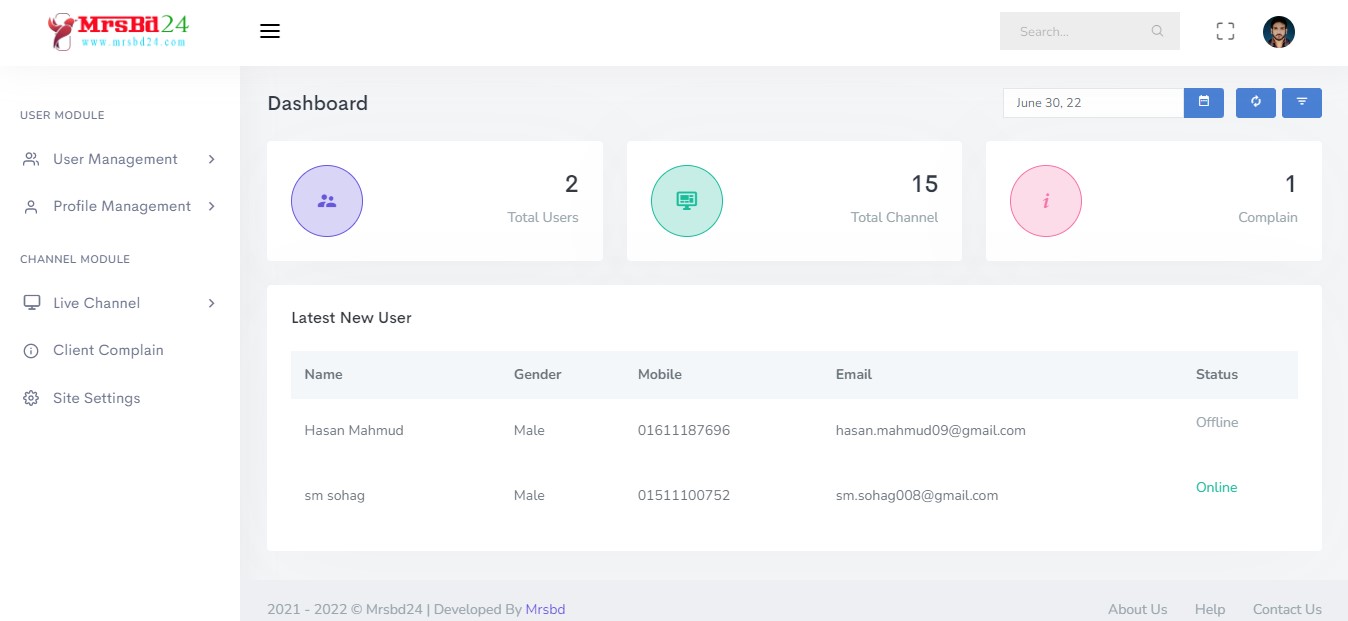 MrsBd24
www.mrsbd24.com
Search...
USER MODULE
User Management
Profile Management
CHANNEL MODULE
Live Channel
Client Complain
Site Settings
Dashboard
June 30, 22
2
Total Users
15
Total Channel
i
1
Complain
Latest New User
Name Gender Mobile Email Status
Hasan Mahmud Male 01611187696 hasan.mahmud09@gmail.com Offline
sm sohag Male 01511100752 sm.sohag008@gmail.com Online
2021 - 2022 © Mrsbd24 | Developed By Mrsbd About Us Help Contact Us